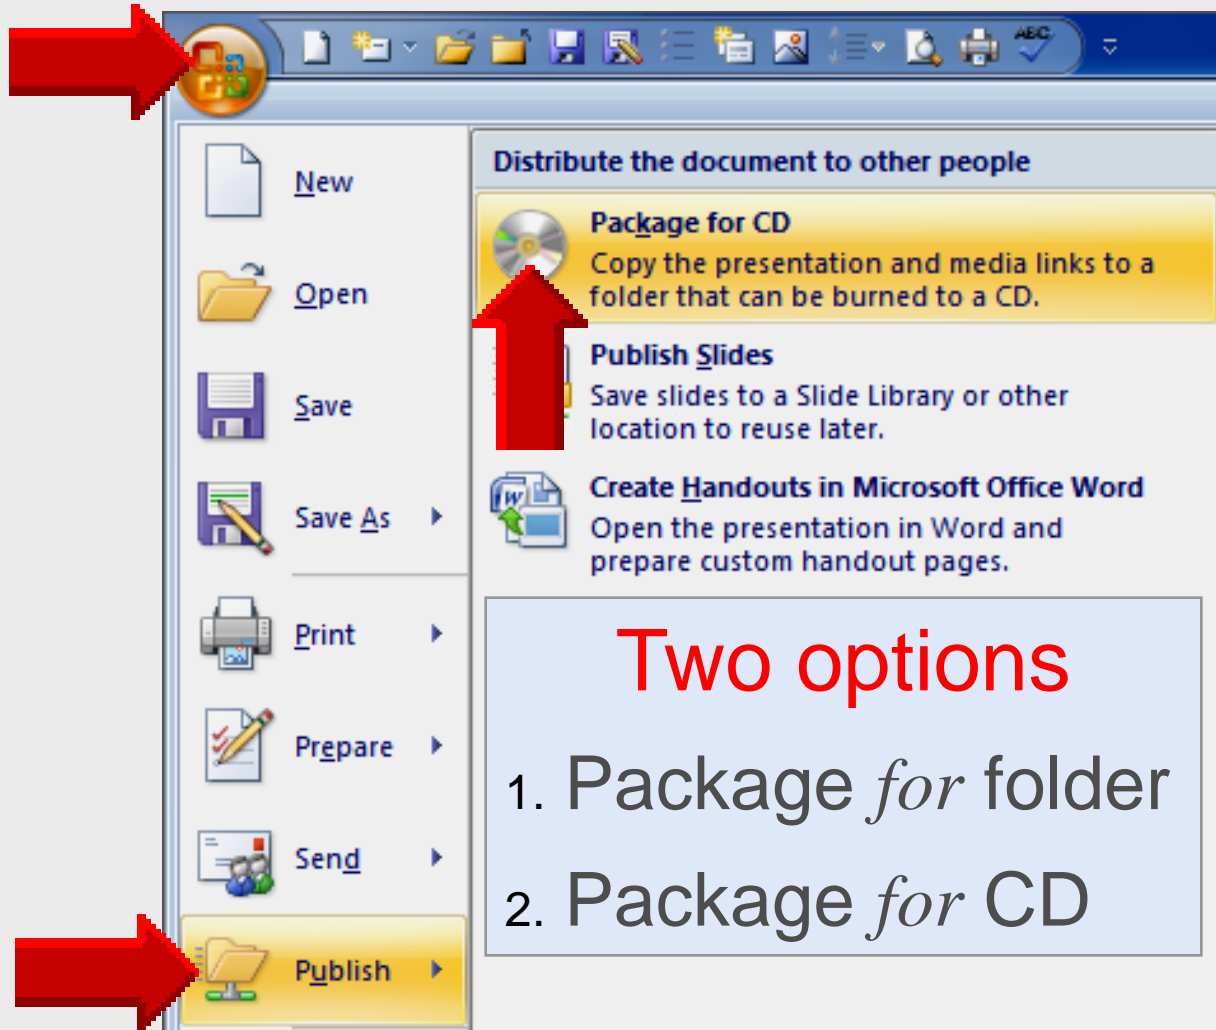 ABC
New
Open
Save
Save As
Print
Prepare
Send
Publish
Distribute the document to other people
Package for CD
Copy the presentation and media links to a
folder that can be burned to a CD.
Publish Slides
Save slides to a Slide Library or other
location to reuse later.
Create Handouts in Microsoft Office Word
Open the presentation in Word and
prepare custom handout pages.
Two options
1. Package for folder
2. Package for CD